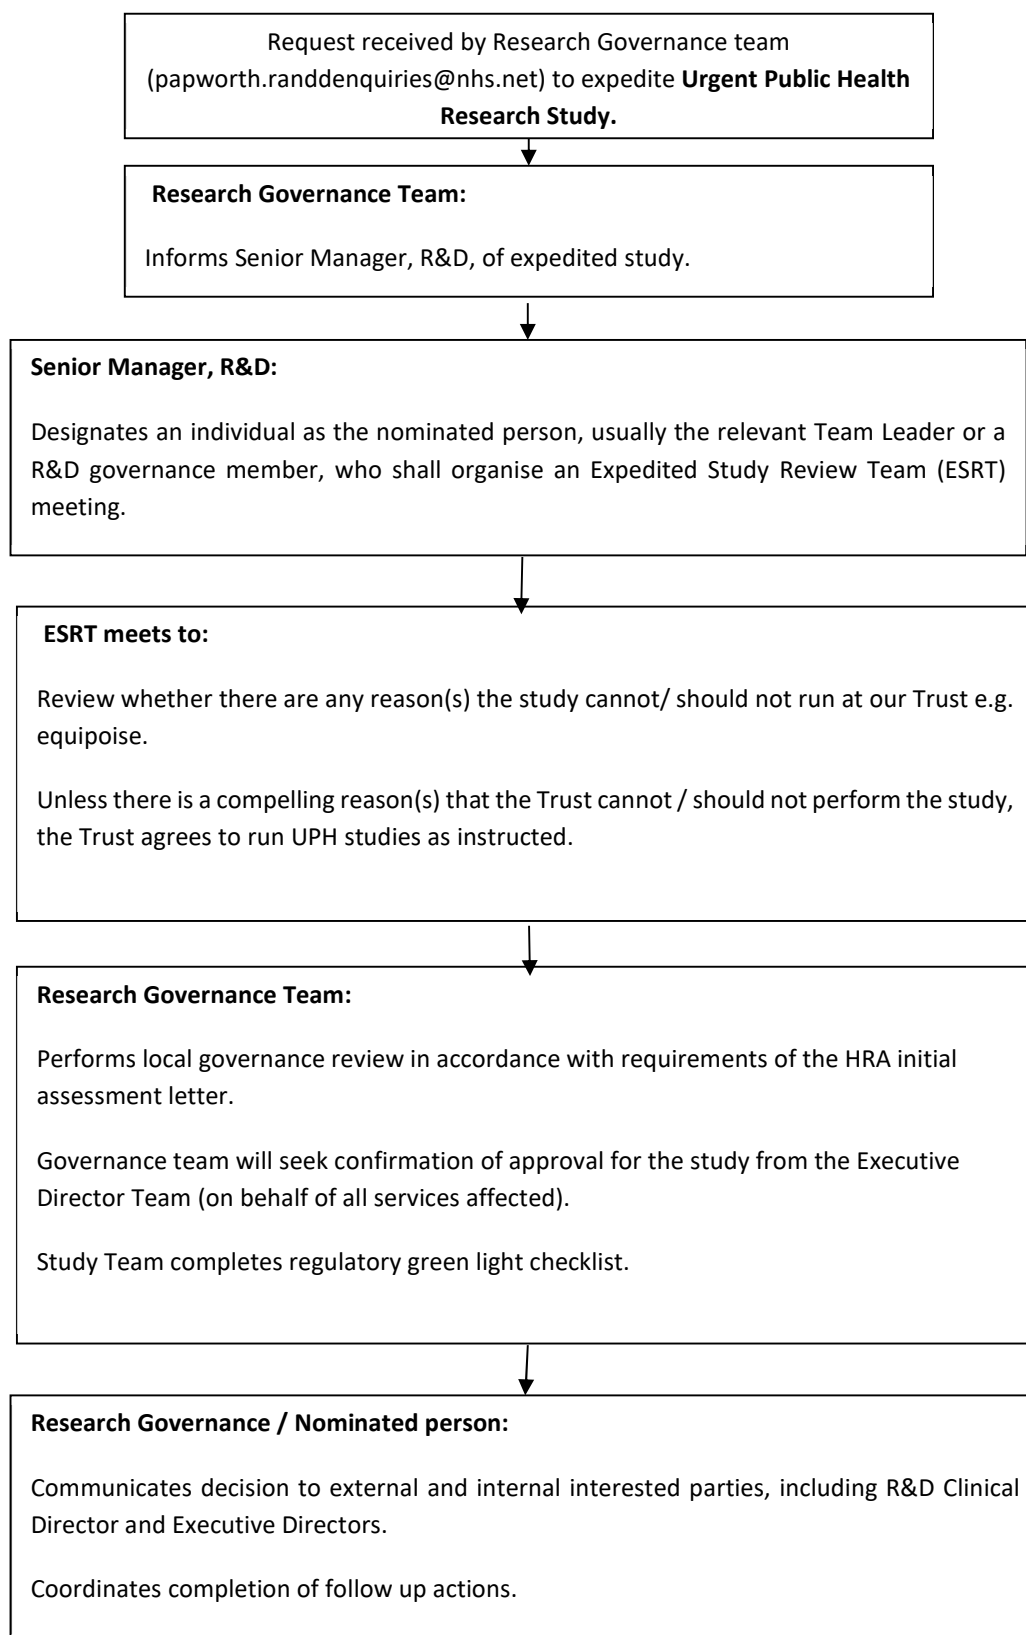 Request received by Research Governance team
(papworth.randdenquiries@nhs.net) to expedite Urgent Public Health
Research Study.
Research Governance Team:
Informs Senior Manager, R&D, of expedited study.
Senior Manager, R&D:
Designates an individual as the nominated person, usually the relevant Team Leader or a
R&D governance member, who shall organise an Expedited Study Review Team (ESRT)
meeting.
ESRT meets to:
Review whether there are any reason(s) the study cannot/ should not run at our Trust e.g.
equipoise.
Unless there is a compelling reason(s) that the Trust cannot / should not perform the study,
the Trust agrees to run UPH studies as instructed.
Research Governance Team:
Performs local governance review in accordance with requirements of the HRA initial
assessment letter.
Governance team will seek confirmation of approval for the study from the Executive
Director Team (on behalf of all services affected).
Study Team completes regulatory green light checklist.
Research Governance / Nominated person:
Communicates decision to external and internal interested parties, including R&D Clinical
Director and Executive Directors.
Coordinates completion of follow up actions.